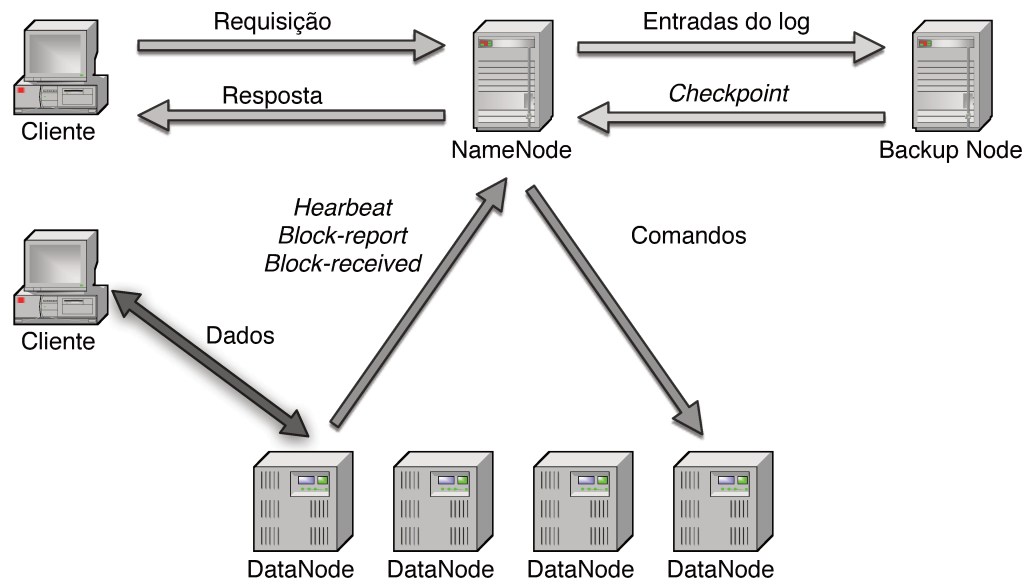 Requisição
Entradas do log
Resposta
Checkpoint
Cliente
NameNode
Backup Node
Hearbeat
Block-report
Block-received
Comandos
Cliente
Dados
DataNode
DataNode
DataNode
DataNode